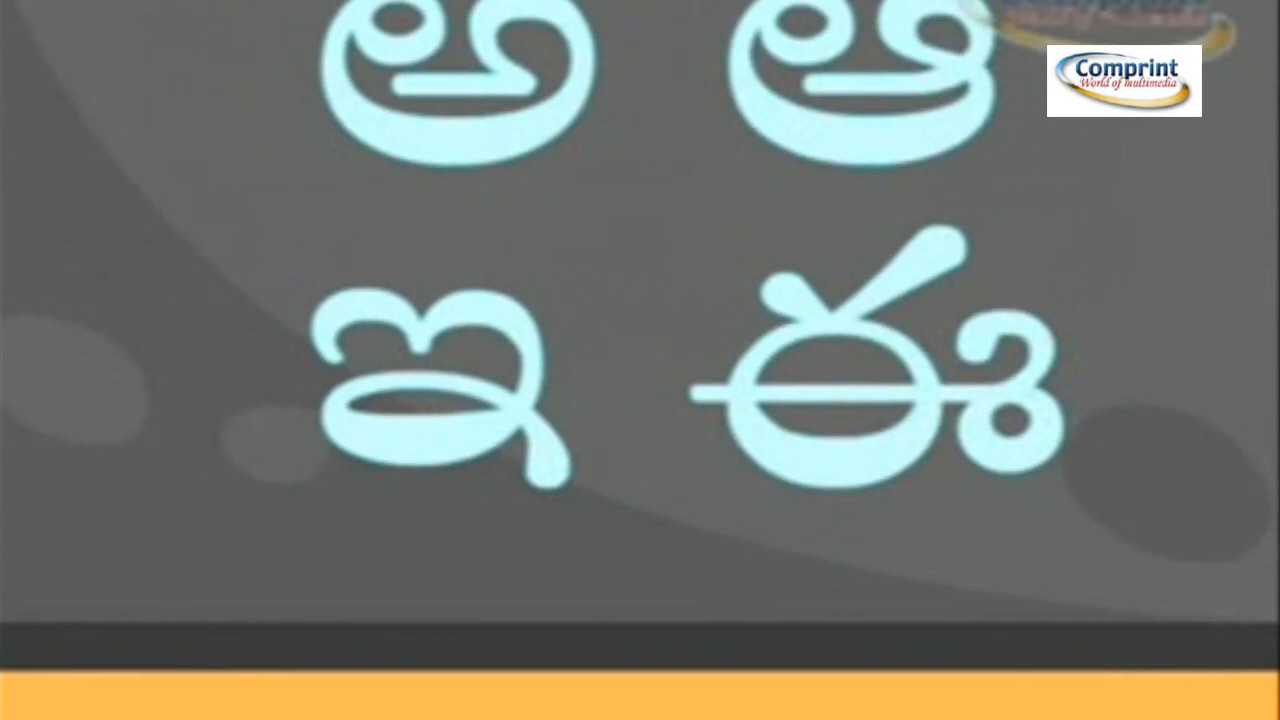 అ ఆ
ఇ ఈ
Comprint
World of multimedia